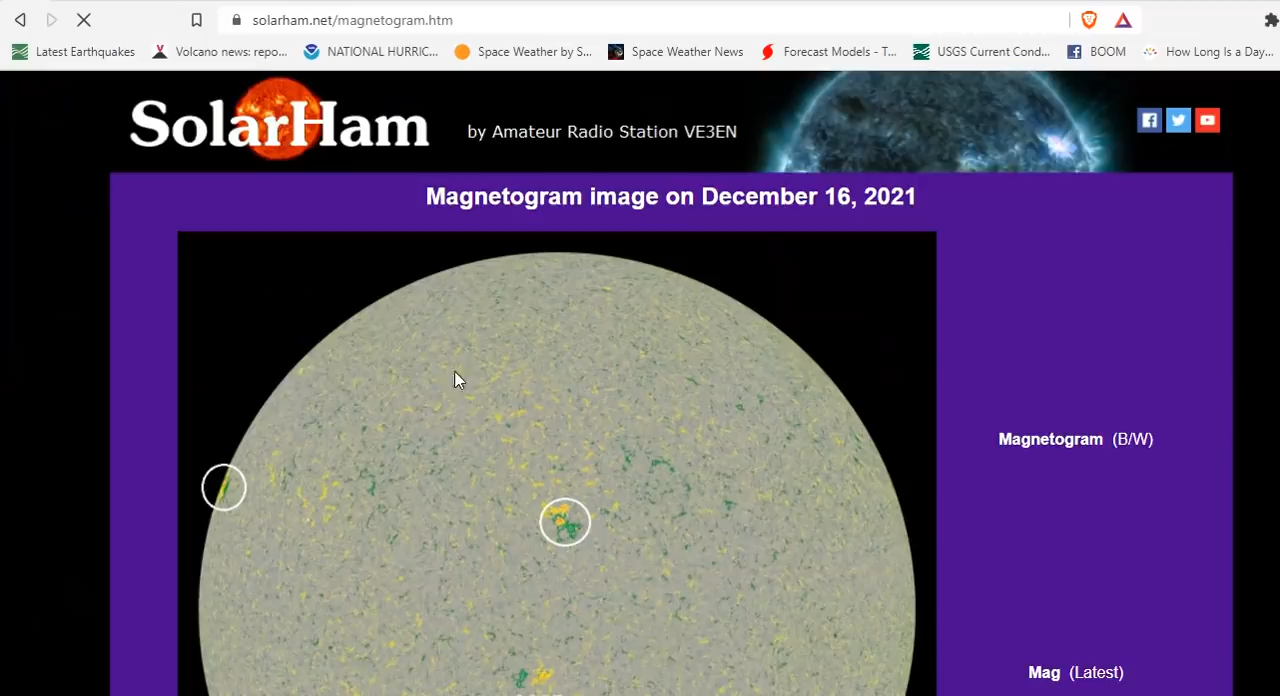 solarham.net/magnetogram.htm
Latest Earthquakes
Volcano news: repo...
NATIONAL HURRIC...
Space Weather by S...
Space Weather News
Forecast Models - T...
USGS Current Cond...
BOOM
How Long Is a Day...
SolarHam
by Amateur Radio Station VE3EN
Magnetogram image on December 16, 2021
Magnetogram (B/W)
Mag (Latest)